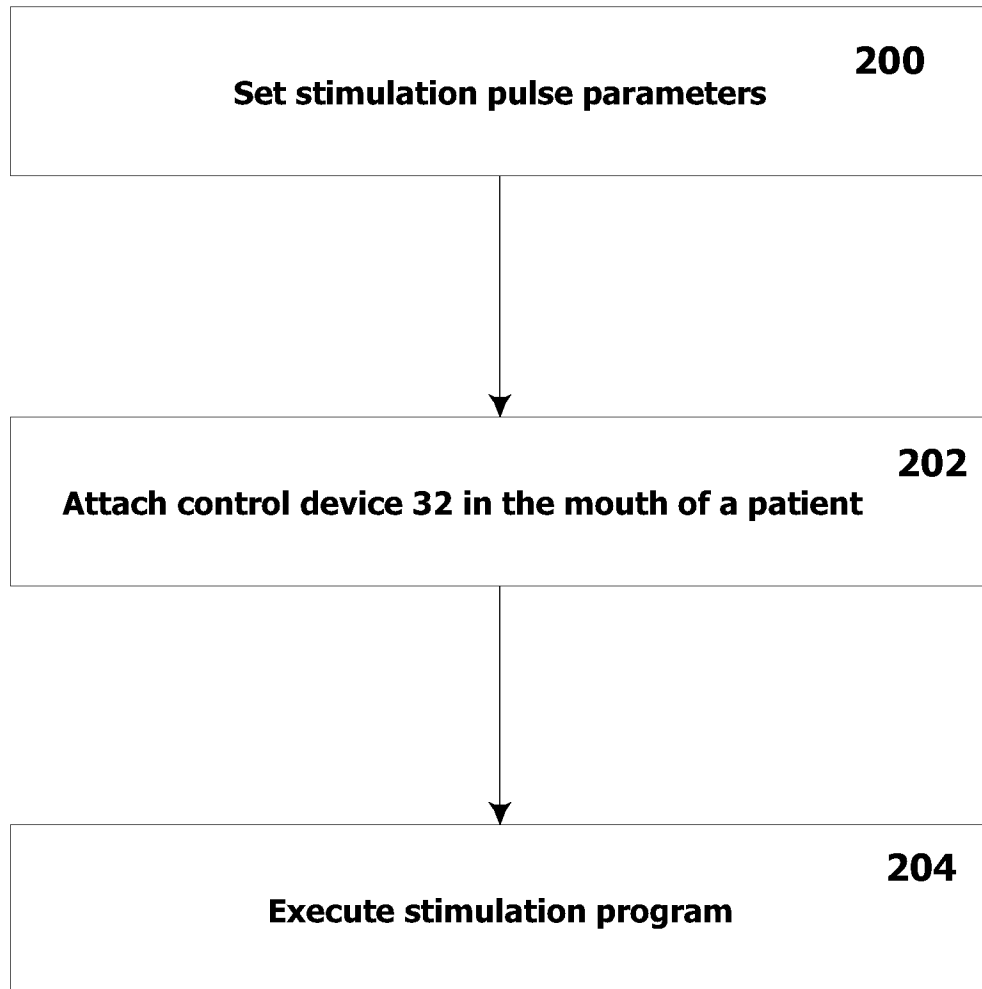 200
Set stimulation pulse parameters
202
Attach control device 32 in the mouth of a patient
204
Execute stimulation program